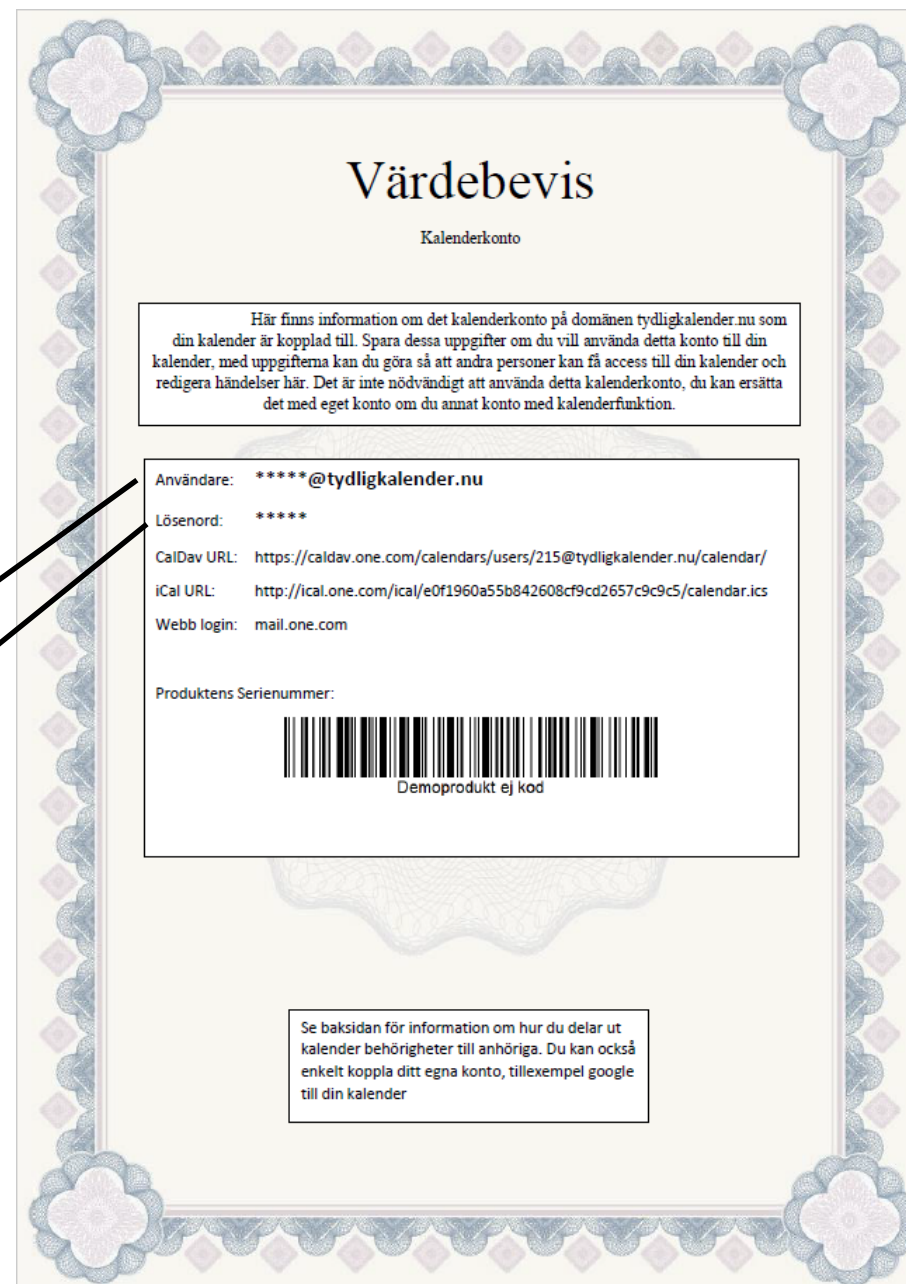 Värdebevis
Kalenderkonto
Här finns information om det kalenderkonto på domänen tydligkalender.nu som
din kalender är kopplad till. Spara dessa uppgifter om du vill använda detta konto till din
kalender, med uppgifterna kan du göra så att andra personer kan få access till din kalender och
redigera händelser här. Det är inte nödvändigt att använda detta kalenderkonto, du kan ersätta
det med eget konto om du annat konto med kalenderfunktion.
Användare: *****@tydligkalender.nu
Lösenord: *****
CalDav URL: https://caldav.one.com/calendars/users/215@tydligkalender.nu/calendar/
iCal URL: http://ical.one.com/ical/e0f1960a55b842608cf9cd2657c9c9c5/calendar.ics
Webb login: mail.one.com
Produktens Serienummer:
Demoprodukt ej kod
Se baksidan för information om hur du delar ut
kalender behörigheter till anhöriga. Du kan också
enkelt koppla ditt egna konto, tillexempel google
till din kalender